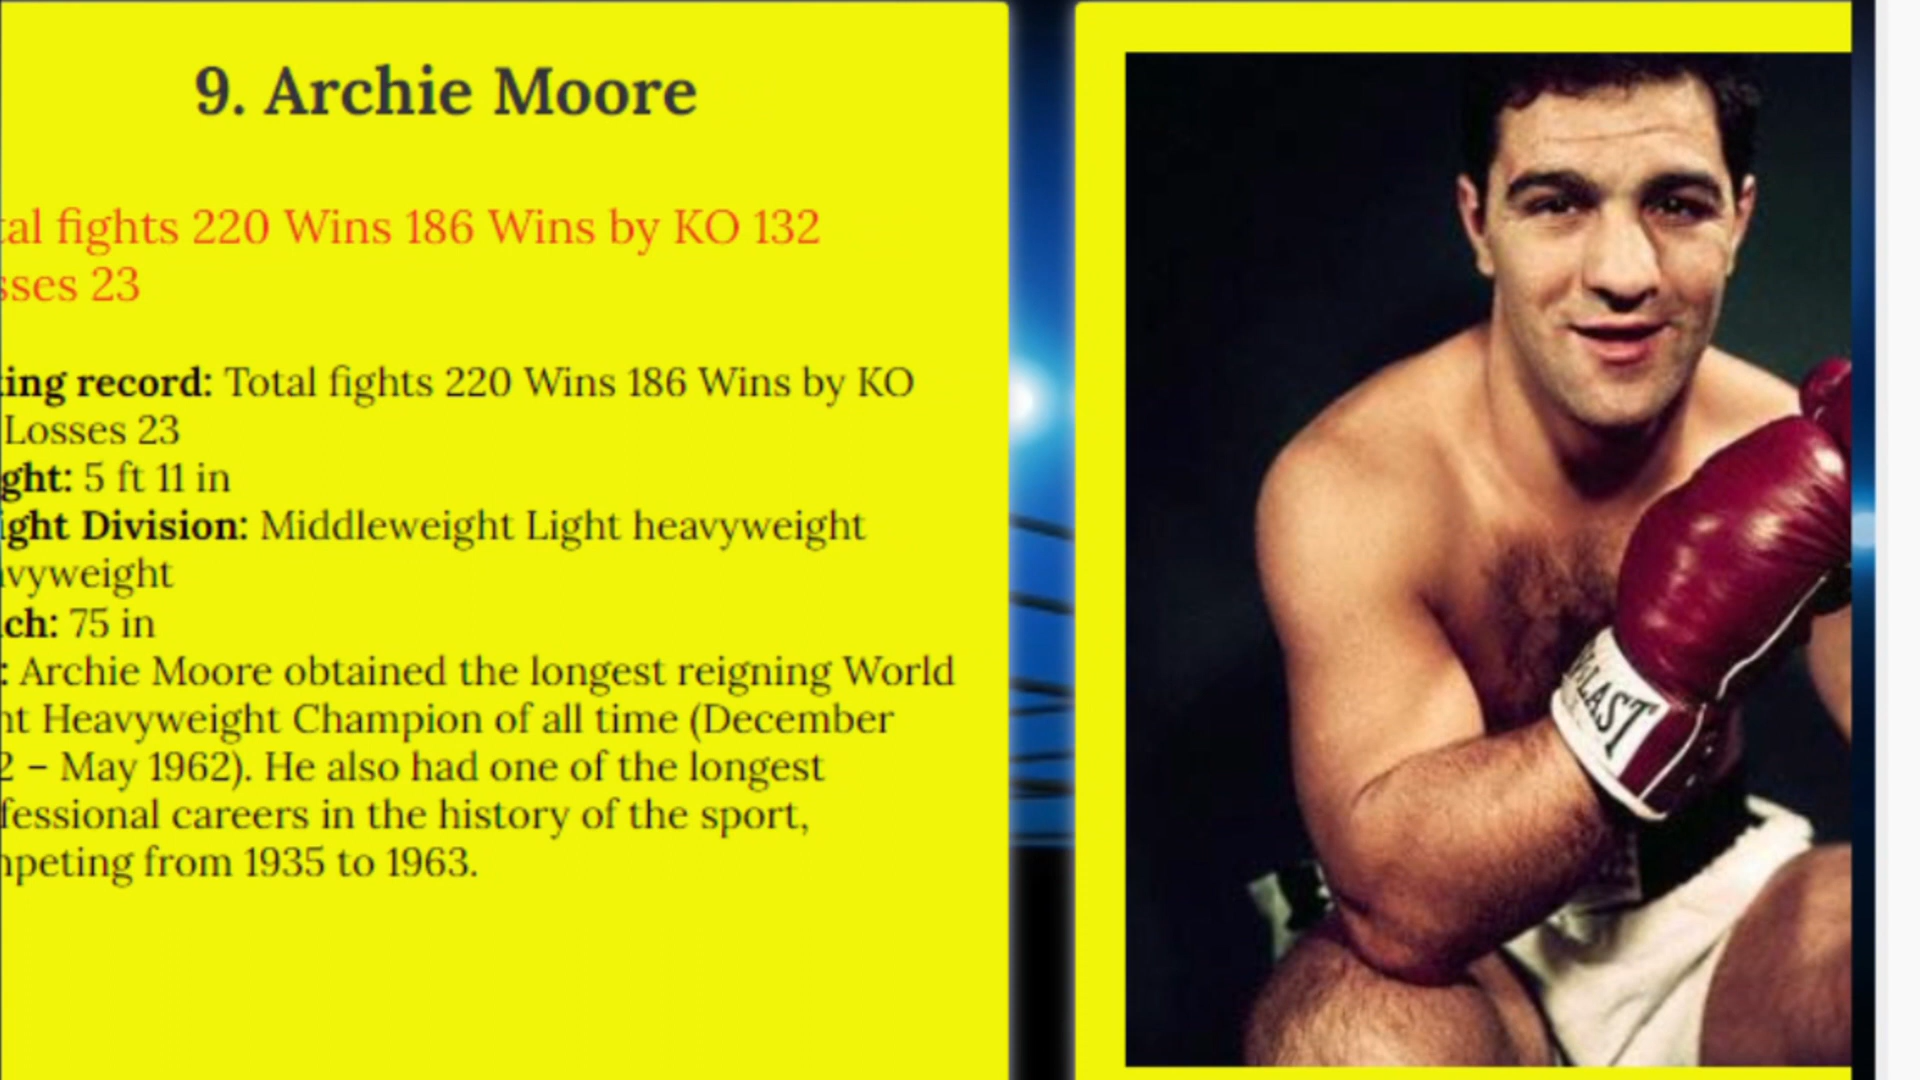 9. Archie Moore
tal fights 220 Wins 186 Wins by KO 132
sses 23
ing record: Total fights 220 Wins 186 Wins by KO
Losses 23
ght: 5 ft 11 in
ight Division: Middleweight Light heavyweight
avyweight
ch: 75 in
: Archie Moore obtained the longest reigning World
ht Heavyweight Champion of all time (December
2 – May 1962). He also had one of the longest
fessional careers in the history of the sport,
mpeting from 1935 to 1963.
RLAST